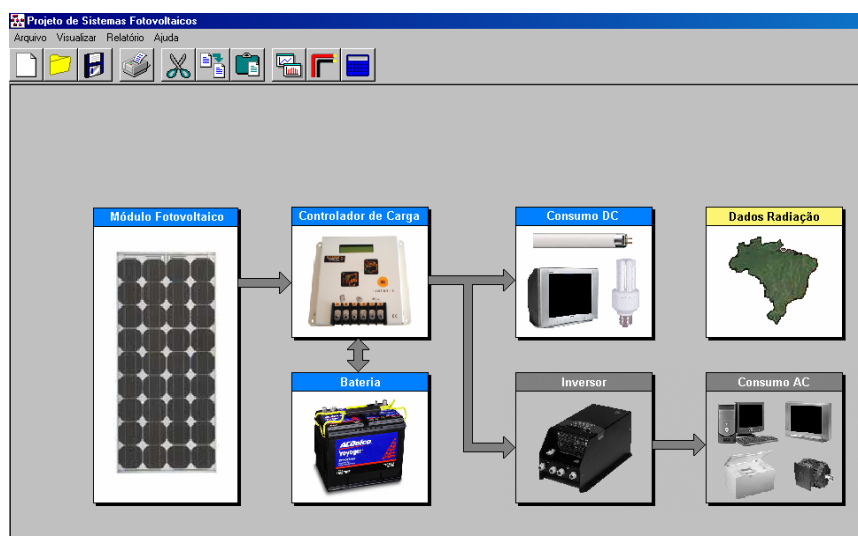 Projeto de Sistemas Fotovoltaicos
Arquivo Visualizar Relatório Ajuda
Módulo Fotovoltaico
Controlador de Carga
Consumo DC
Dados Radiação
Bateria
Inversor
Consumo AC
ACDelco
Voyager